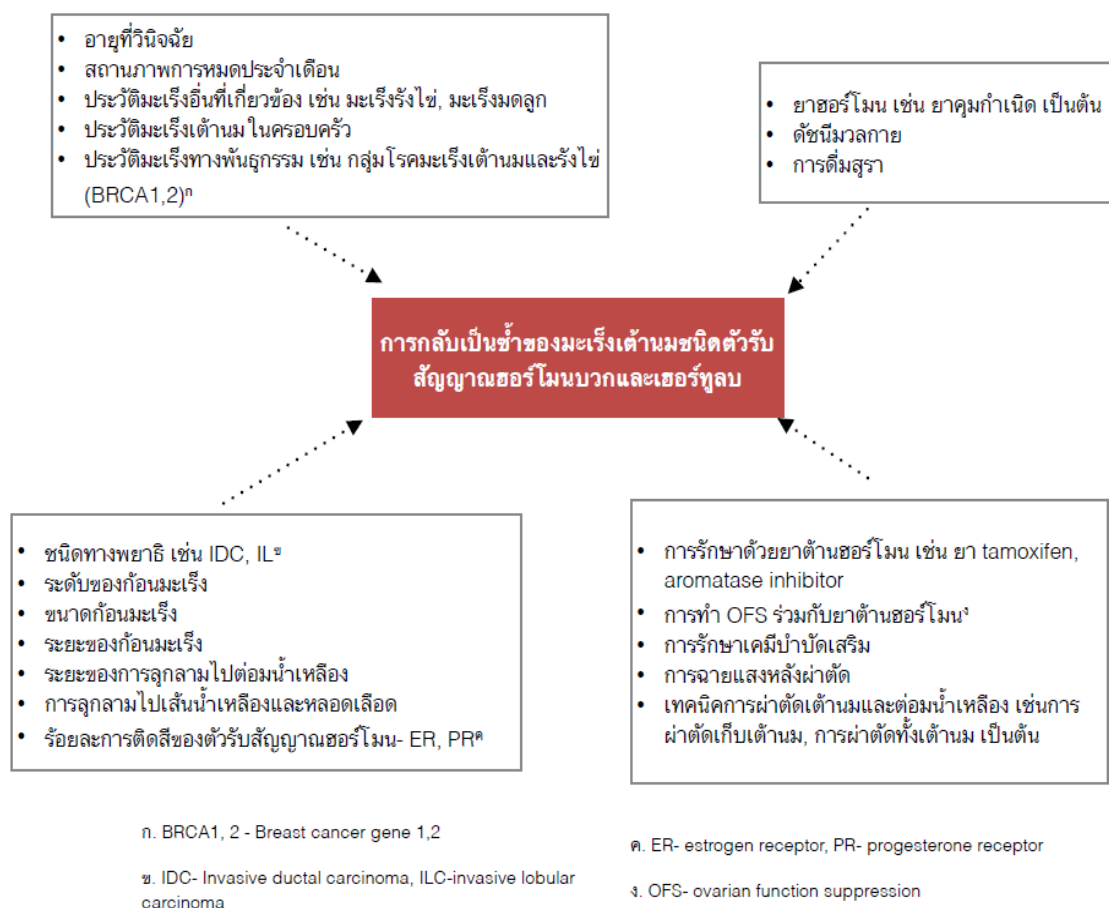 • อายุที่วินิจฉัย
• สถานภาพการหมดประจำเดือน
• ประวัติมะเร็งอื่นที่เกี่ยวข้อง เช่น มะเร็งรังไข่, มะเร็งมดลูก
• ประวัติมะเร็งเต้านมในครอบครัว
• ประวัติมะเร็งทางพันธุกรรม เช่น กลุ่มโรคมะเร็งเต้านมและรังไข่
(BRCA1,2)ก
• ยาฮอร์โมน เช่น ยาคุมกำเนิด เป็นต้น
• ดัชนีมวลกาย
• การดื่มสุรา
การกลับเป็นซ้ำของมะเร็งเต้านมชนิดตัวรับ
สัญญาณฮอร์โมนบวกและเฮอร์ทูลบ
• ชนิดทางพยาธิ เช่น IDC, ILข
• ระดับของก้อนมะเร็ง
• ขนาดก้อนมะเร็ง
• ระยะของก้อนมะเร็ง
• ระยะของการลุกลามไปต่อมน้ำเหลือง
• การลุกลามไปเส้นน้ำเหลืองและหลอดเลือด
• ร้อยละการติดสีของตัวรับสัญญาณฮอร์โมน- ER, PRค
• การรักษาด้วยยาต้านฮอร์โมน เช่น ยา tamoxifen,
aromatase inhibitor
• การทำ OFS ร่วมกับยาต้านฮอร์โมนง
• การรักษาเคมีบำบัดเสริม
• การฉายแสงหลังผ่าตัด
• เทคนิคการผ่าตัดเต้านมและต่อมน้ำเหลือง เช่นการ
ผ่าตัดเก็บเต้านม, การผ่าตัดทั้งเต้านม เป็นต้น
ก. BRCA1, 2 - Breast cancer gene 1,2
ข. IDC- Invasive ductal carcinoma, ILC-invasive lobular
carcinoma
ค. ER- estrogen receptor, PR- progesterone receptor
ง. OFS- ovarian function suppression